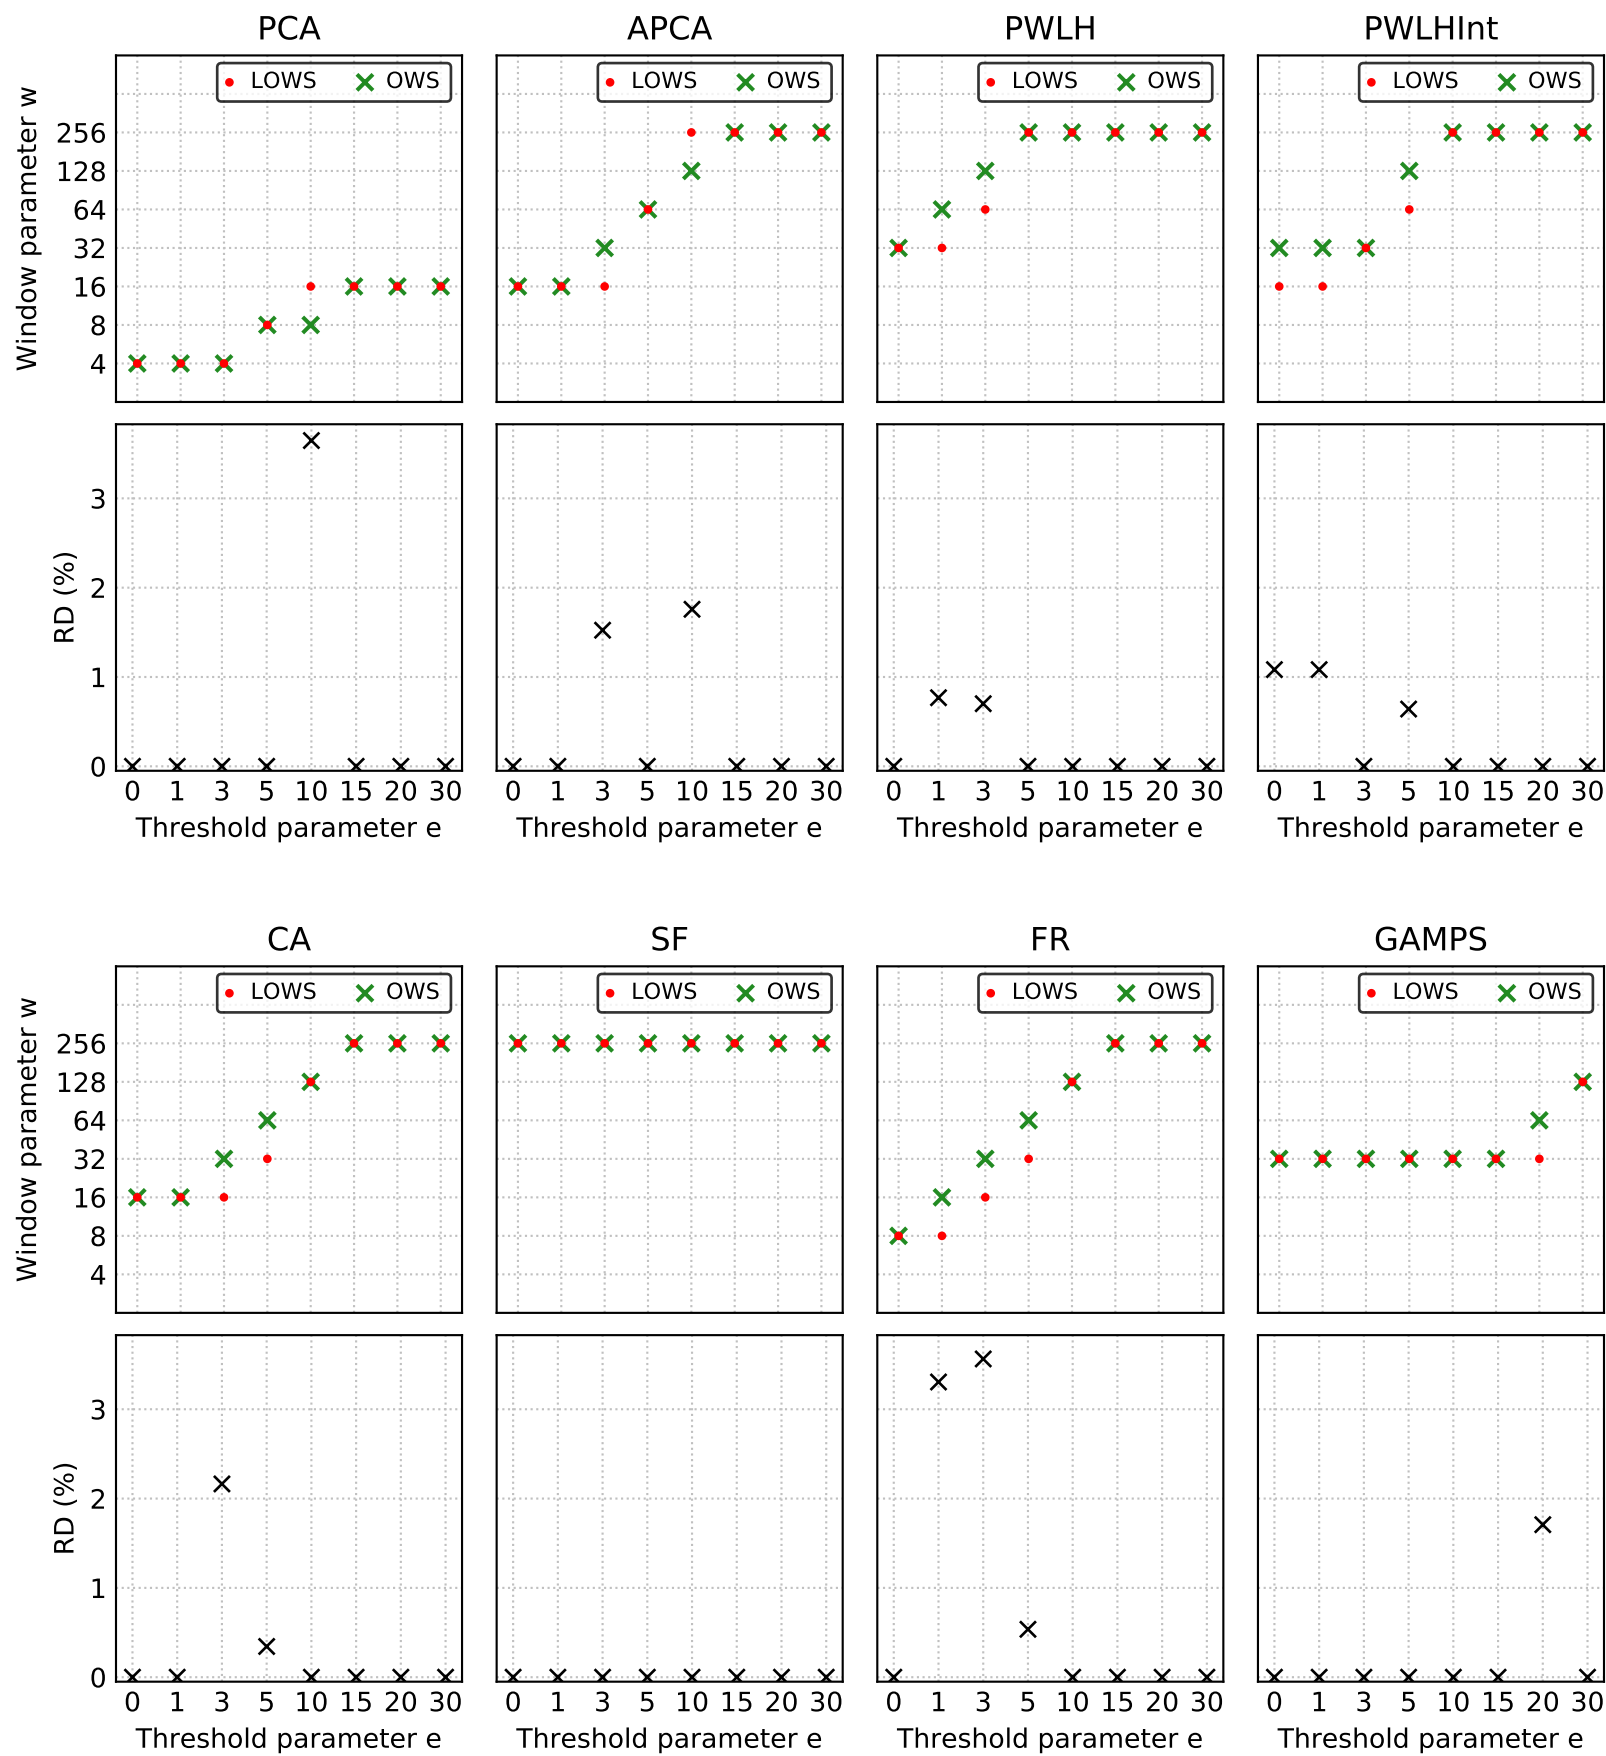 PCA
APCA
PWLH
PWLHInt
LOWS OWS
LOWS OWS
LOWS OWS
LOWS OWS
Window parameter w
256
128
64
32
16
8
4
RD (%)
3
2
1
0
0 1 3 5 10 15 20 30
0 1 3 5 10 15 20 30
0 1 3 5 10 15 20 30
0 1 3 5 10 15 20 30
Threshold parameter e
Threshold parameter e
Threshold parameter e
Threshold parameter e
CA
SF
FR
GAMPS
LOWS OWS
LOWS OWS
LOWS OWS
LOWS OWS
Window parameter w
256
128
64
32
16
8
4
RD (%)
3
2
1
0
0 1 3 5 10 15 20 30
0 1 3 5 10 15 20 30
0 1 3 5 10 15 20 30
0 1 3 5 10 15 20 30
Threshold parameter e
Threshold parameter e
Threshold parameter e
Threshold parameter e